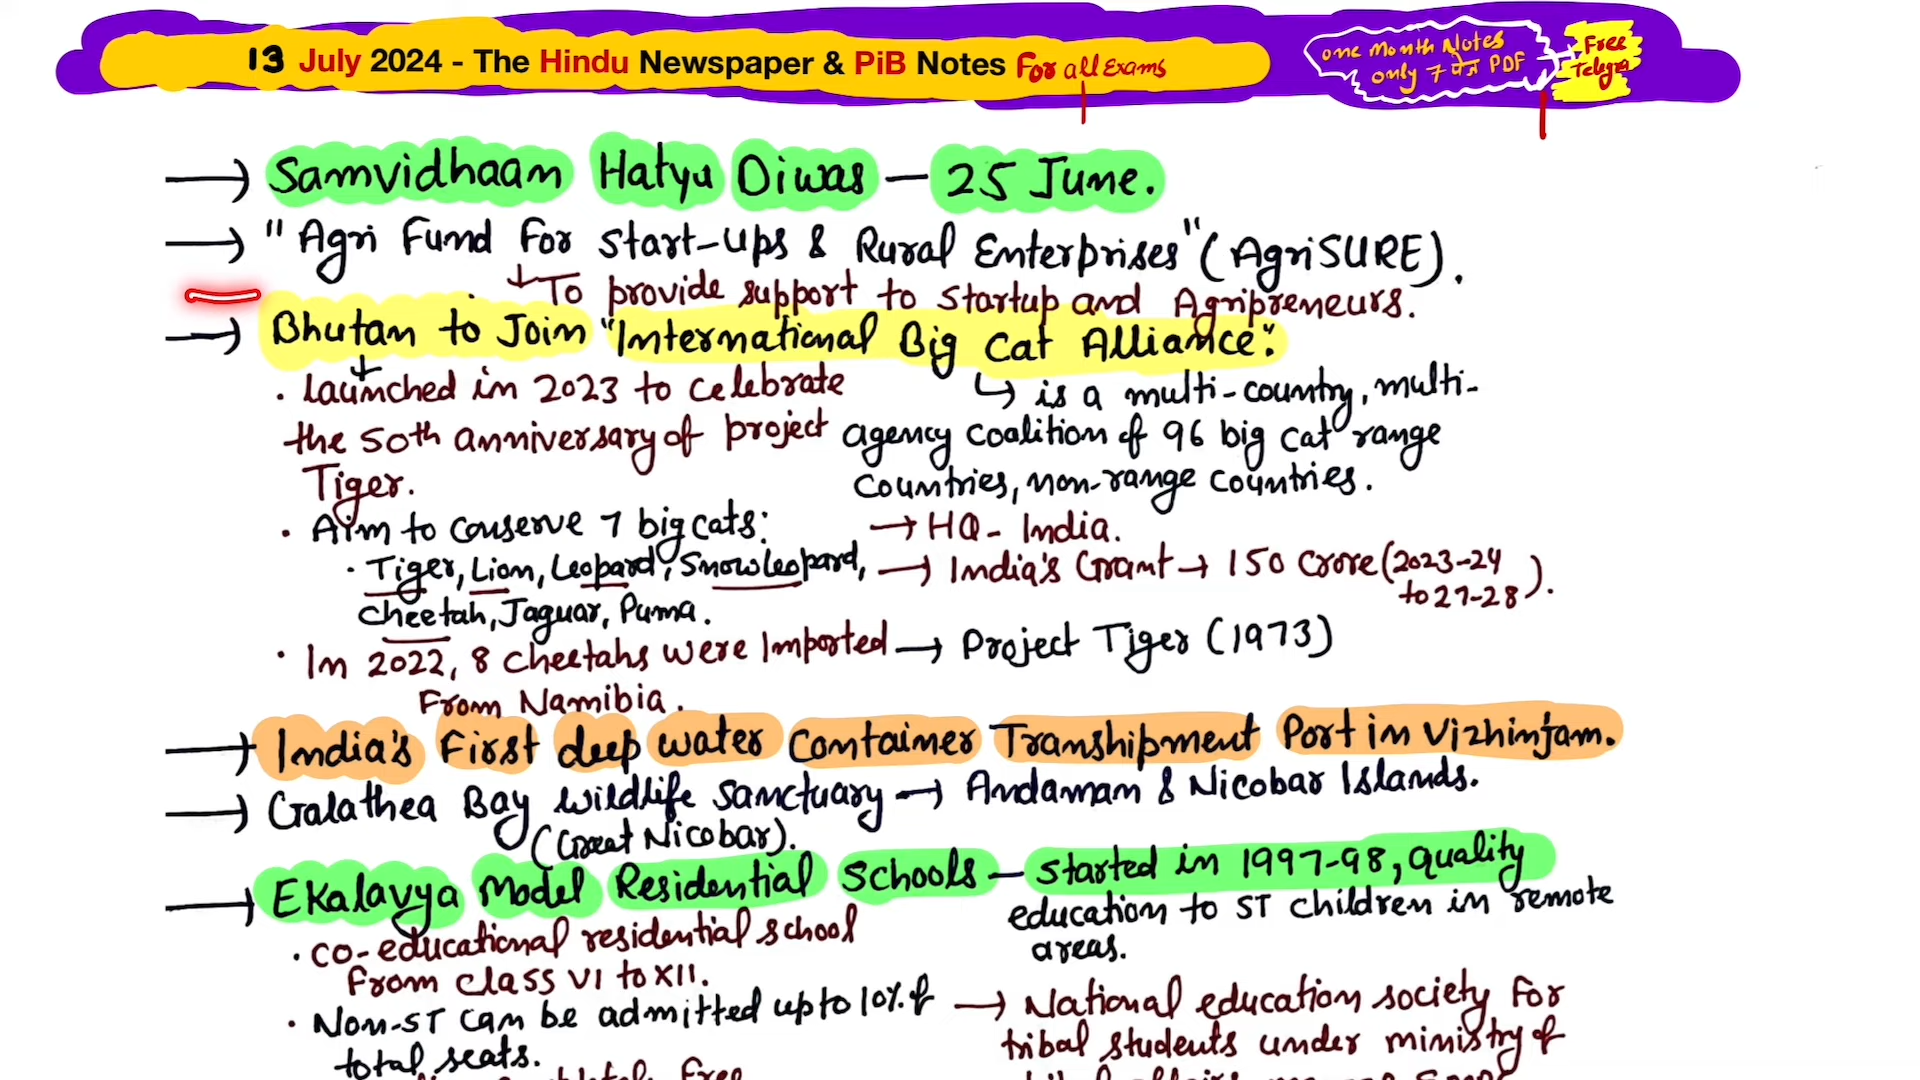 13 July 2024 - The Hindu Newspaper & PiB Notes For all Exams
one Month Notes
only 7 पेज PDF
Free
Telegra
Samvidhaan Hatya Diwas – 25 June.
"Agri Fund For Start-ups & Rural Enterprises" (AgriSURE).
To provide support to Startup and Agripreneurs.
Bhutan to Join "International Big Cat Alliance".
launched in 2023 to celebrate
the 50th anniversary of project
Tiger.
is a multi-country, multi-
agency coalition of 96 big cat range
countries, non-range countries.
Aim to conserve 7 big cats:
Tiger, Lion, Leopard, Snow Leopard,
cheetah, Jaguar, Puma.
HQ - India.
India's Grant → 150 Crore (2023-24
to 27-28).
In 2022, 8 cheetahs were Imported
From Namibia.
Project Tiger (1973)
India's First deep water Container Transhipment Port in Vizhinjam.
Galathea Bay wildlife sanctuary → Andaman & Nicobar Islands.
(Great Nicobar).
EKalavya Model Residential Schools – started in 1997-98, quality
education to ST children in remote
areas.
co-educational residential school
From class VI to XII.
Non-ST can be admitted up to 10% of
total seats.
National education society For
tribal students under ministry of